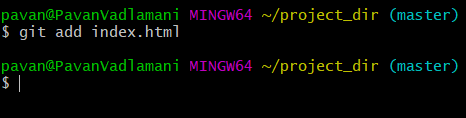 pavan@PavanVadlamani MINGW64 ~/project_dir (master)
$ git add index.html
pavan@PavanVadlamani MINGW64 ~/project_dir (master)
$